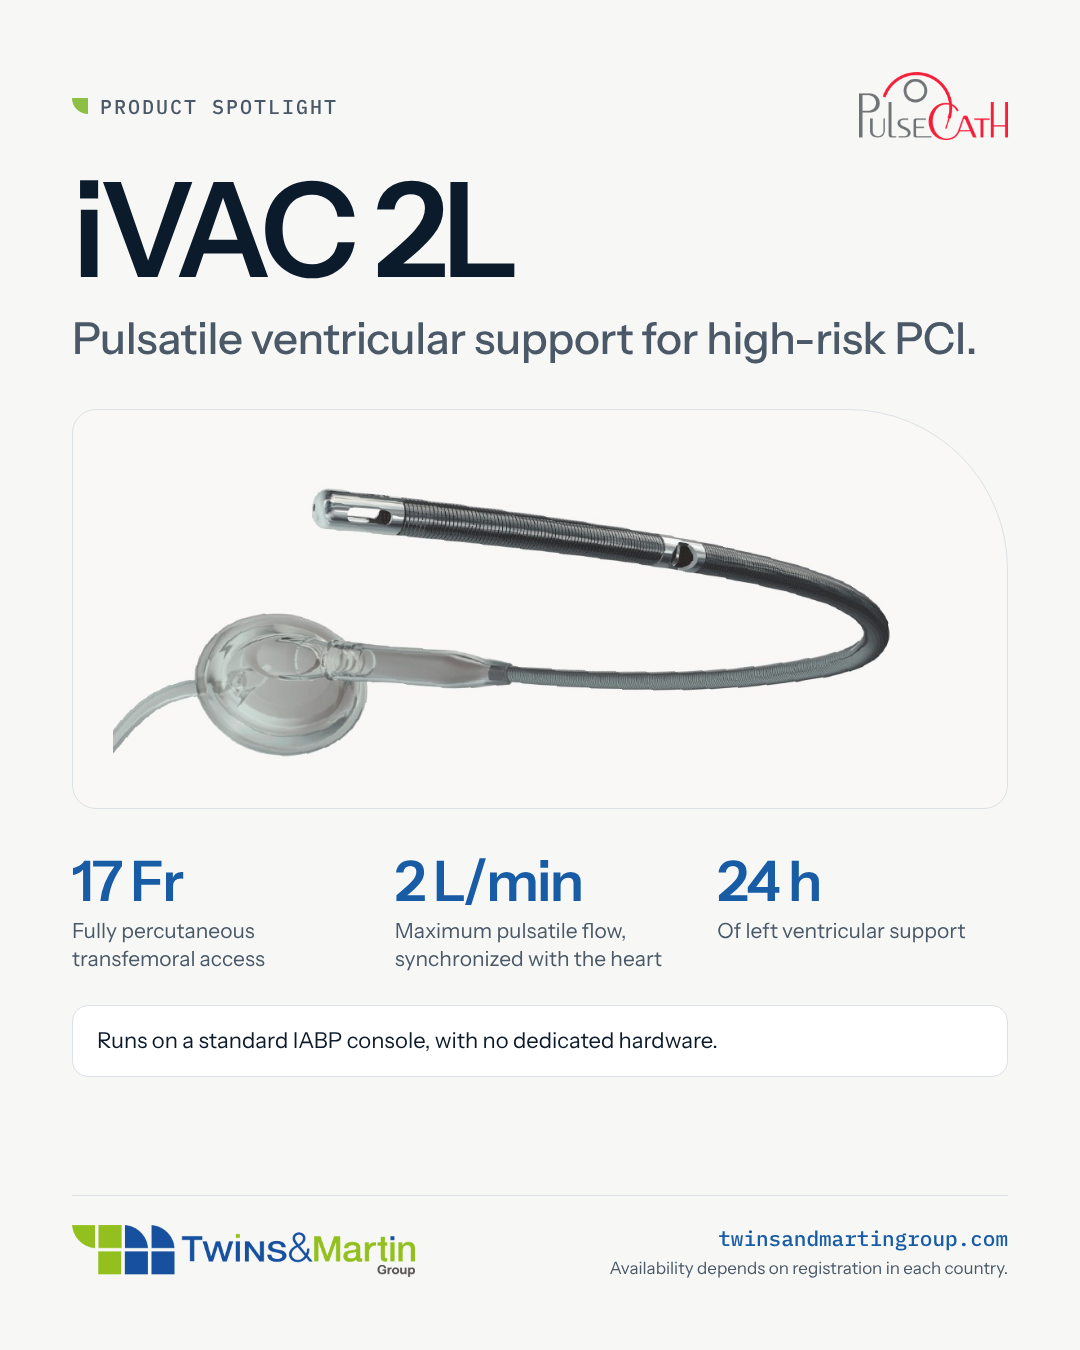 PRODUCT SPOTLIGHT
PulseCath
iVAC 2L
Pulsatile ventricular support for high-risk PCI.
17 Fr
Fully percutaneous
transfemoral access
2 L/min
Maximum pulsatile flow,
synchronized with the heart
24 h
Of left ventricular support
Runs on a standard IABP console, with no dedicated hardware.
Twins&Martin
Group
twinsandmartingroup.com
Availability depends on registration in each country.